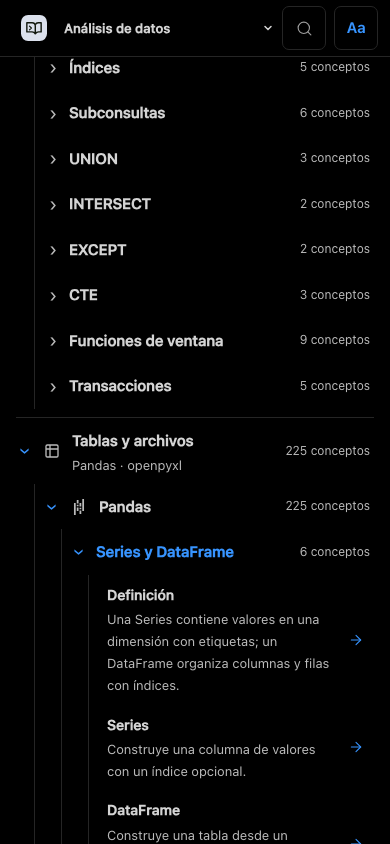 Análisis de datos
Aa
Índices
5 conceptos
Subconsultas
6 conceptos
UNION
3 conceptos
INTERSECT
2 conceptos
EXCEPT
2 conceptos
CTE
3 conceptos
Funciones de ventana
9 conceptos
Transacciones
5 conceptos
Tablas y archivos
Pandas · openpyxl
225 conceptos
Pandas
225 conceptos
Series y DataFrame
6 conceptos
Definición
Una Series contiene valores en una
dimensión con etiquetas; un
DataFrame organiza columnas y filas
con índices.
Series
Construye una columna de valores
con un índice opcional.
DataFrame
Construye una tabla desde un